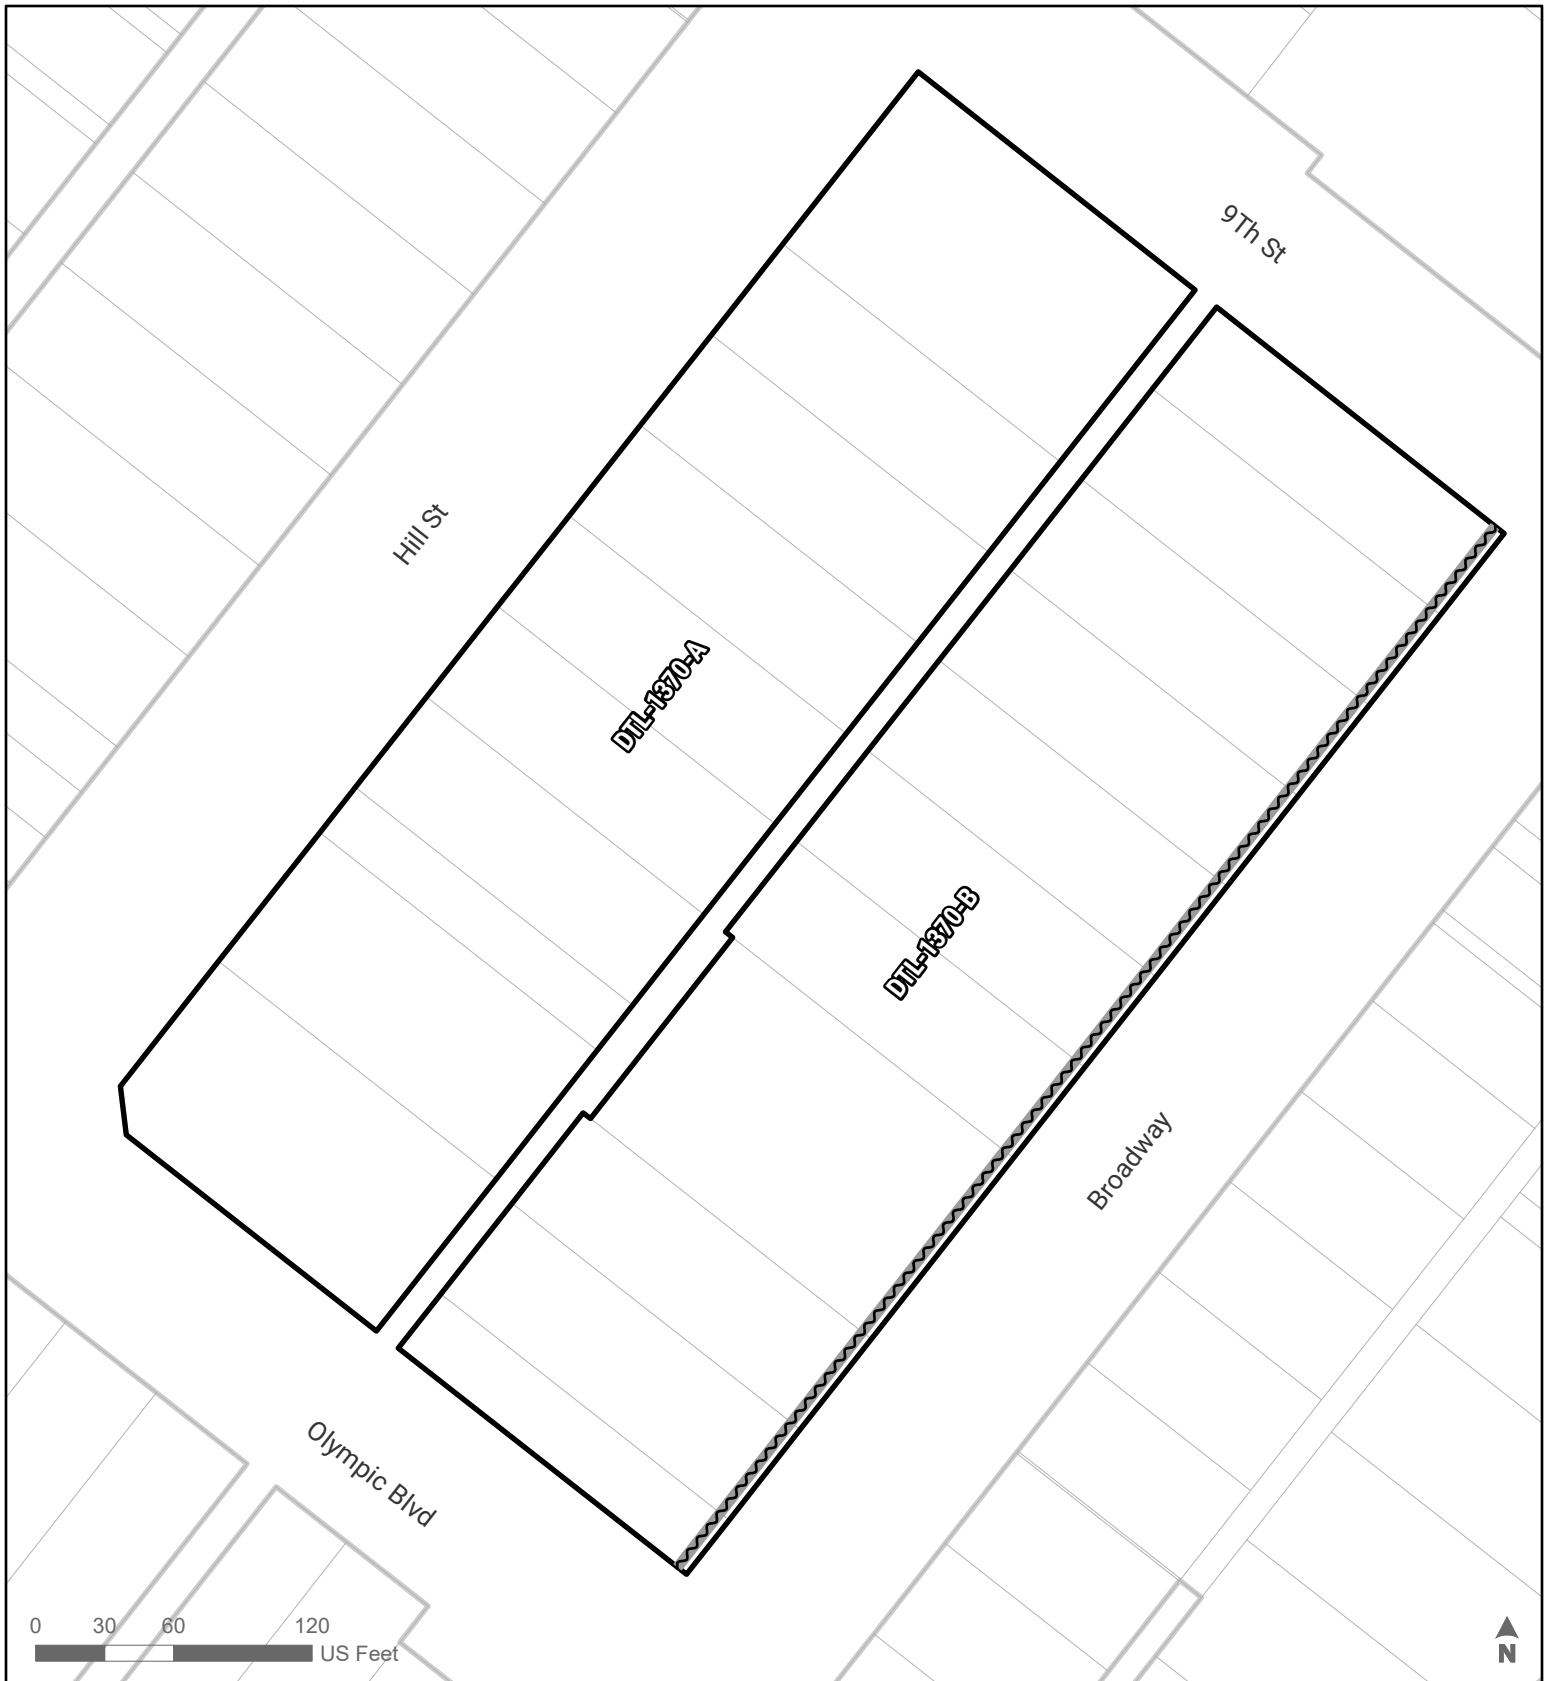 9Th St
Hill St
DTL-1370-A
DTL-1370-B
Broadway
Olympic Blvd
0 30 60 120
US Feet
N